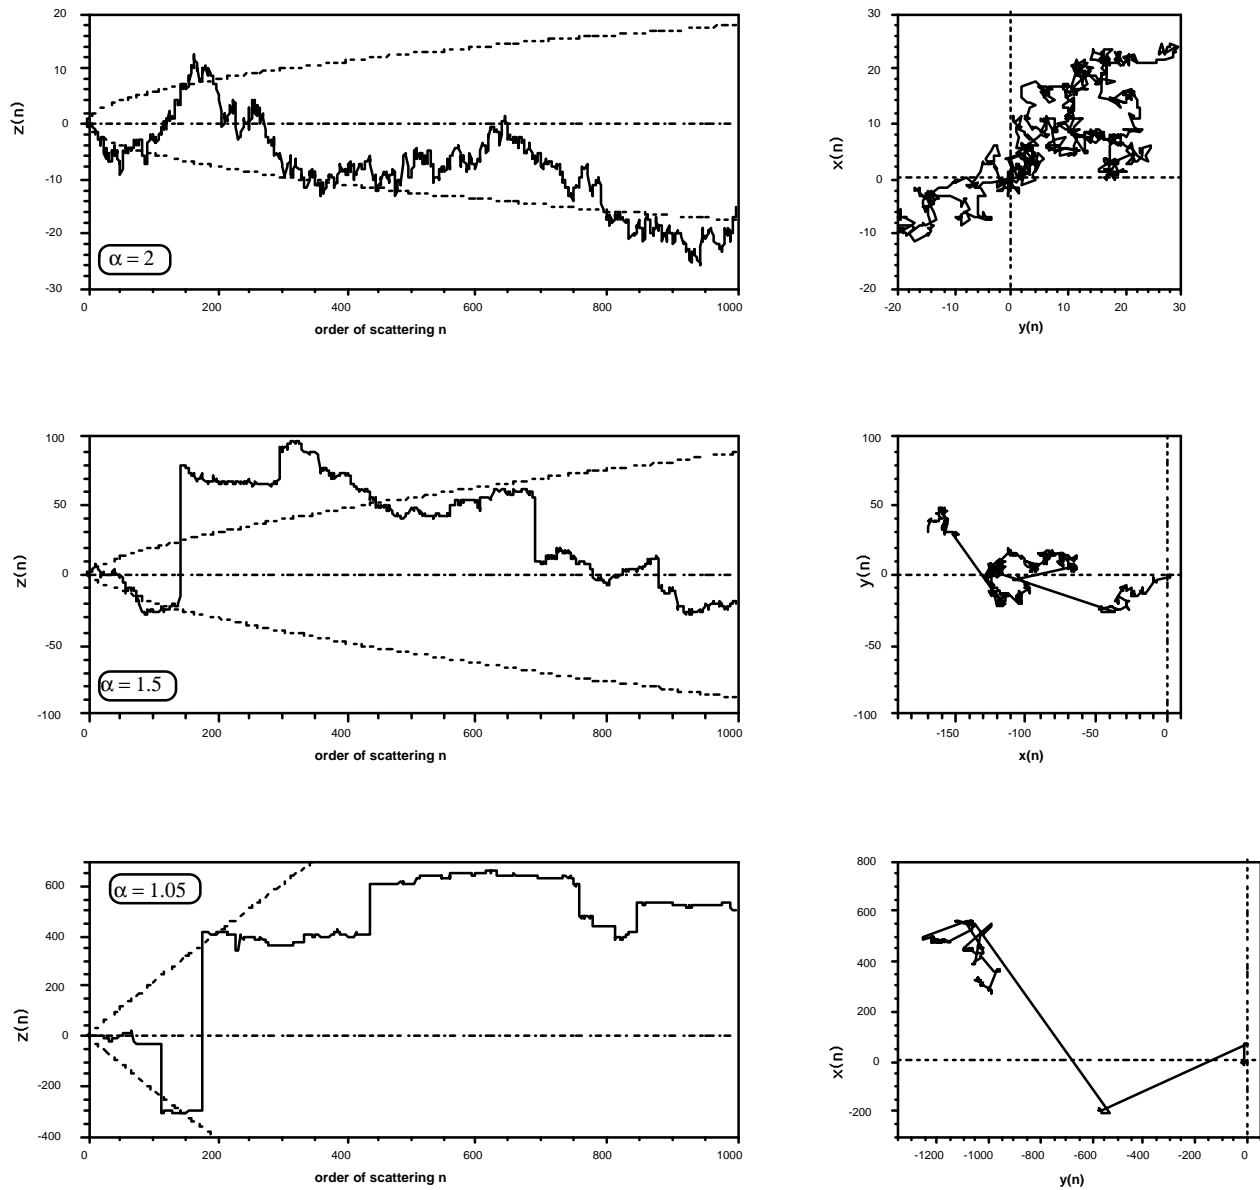 20
10
0
-10
-20
-30
z(n)
α = 2
0 200 400 600 800 1000
order of scattering n
30
20
10
0
-10
-20
x(n)
-20 -10 0 10 20 30
y(n)
100
50
0
-50
-100
z(n)
α = 1.5
0 200 400 600 800 1000
order of scattering n
100
50
0
-50
-100
y(n)
-150 -100 -50 0
x(n)
600
400
200
0
-200
-400
z(n)
α = 1.05
0 200 400 600 800 1000
order of scattering n
800
600
400
200
0
-200
x(n)
-1200 -1000 -800 -600 -400 -200 0
y(n)